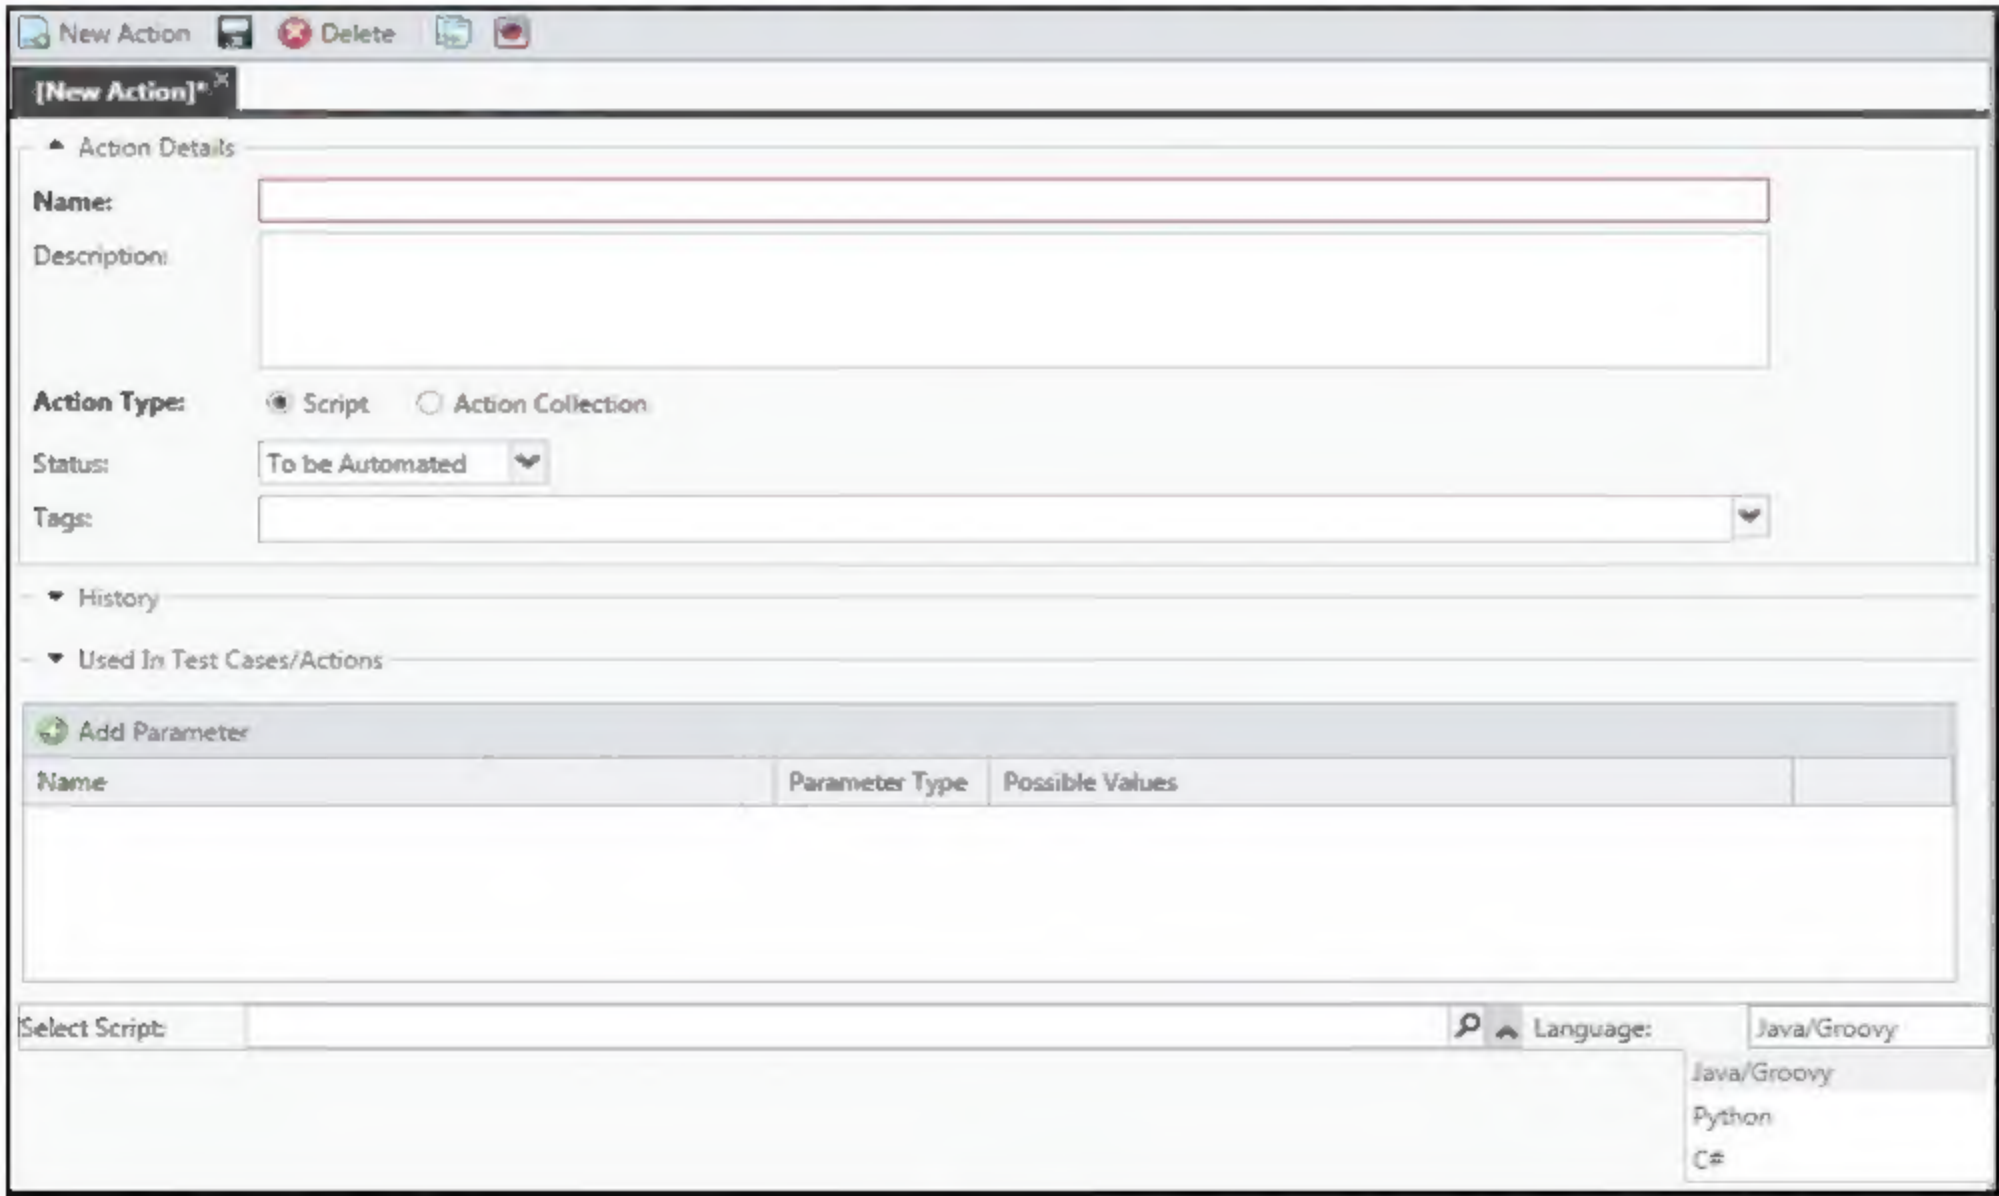 New Action Delete
[New Action]*
Action Details
Name:
Description:
Action Type: Script Action Collection
Status: To be Automated
Tags:
History
Used In Test Cases/Actions
Add Parameter
Name Parameter Type Possible Values
Select Script: Language: Java/Groovy
Java/Groovy
Python
C#